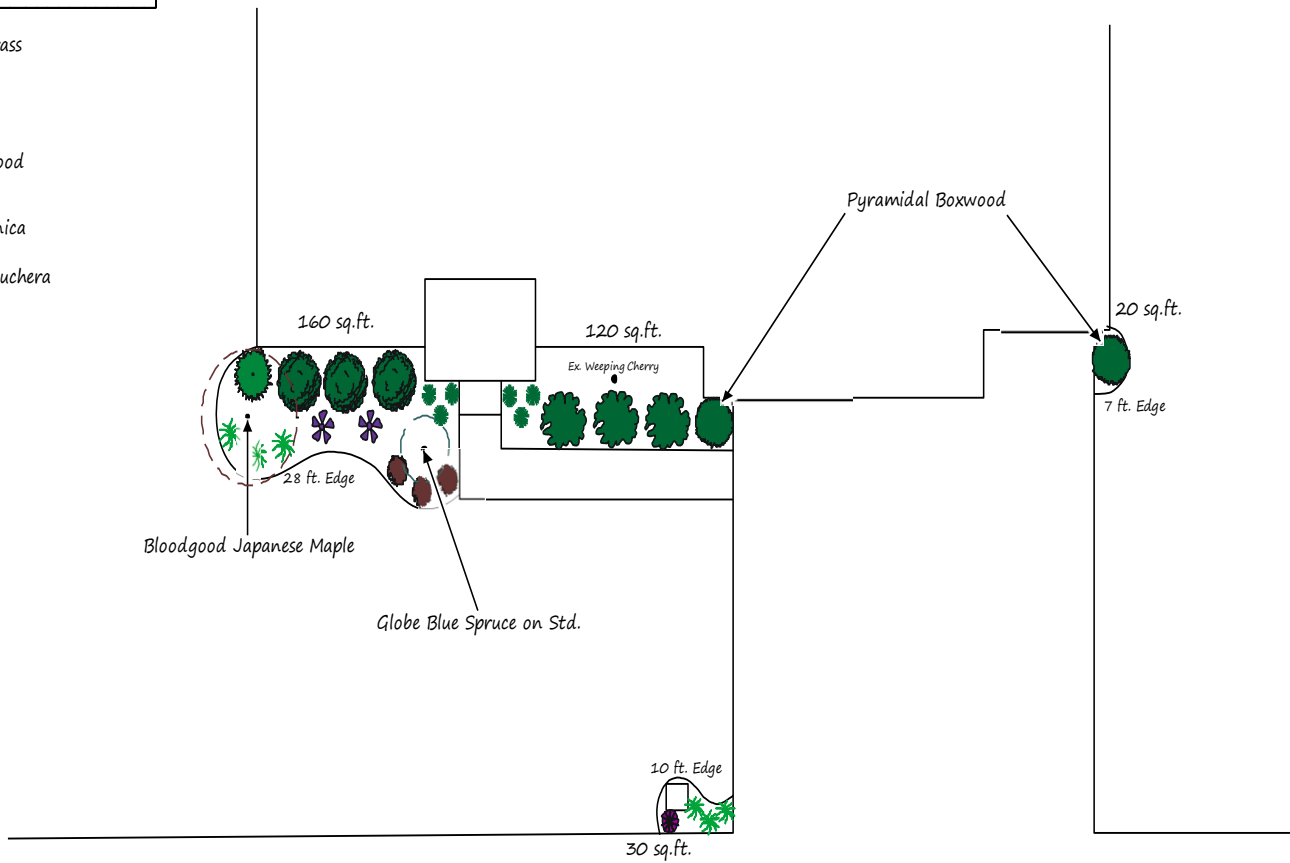 ass
ood
nica
uchera
Pyramidal Boxwood
20 sq.ft.
160 sq.ft.
120 sq.ft.
Ex. Weeping Cherry
7 ft. Edge
28 ft. Edge
Bloodgood Japanese Maple
Globe Blue Spruce on Std.
10 ft. Edge
30 sq.ft.